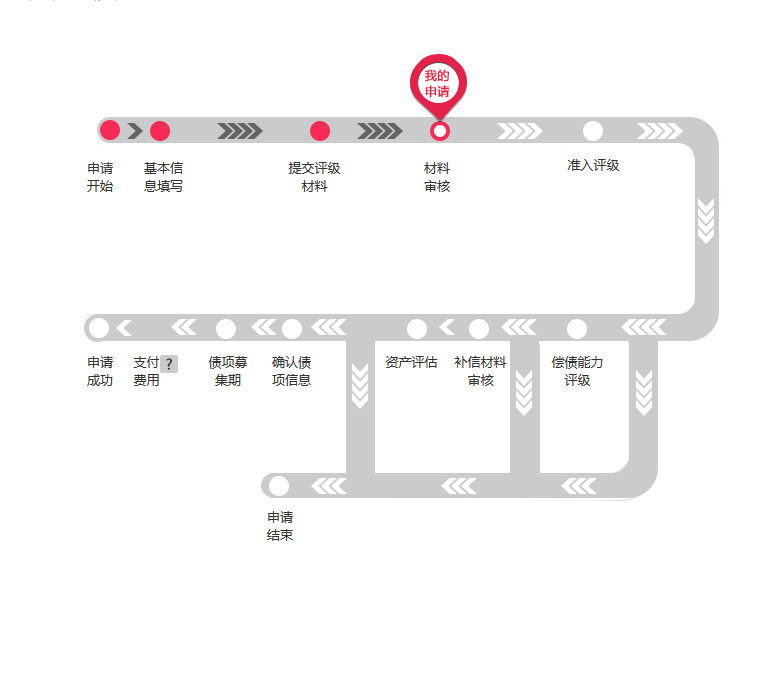 我的
申请
申请
开始
基本信
息填写
提交评级
材料
材料
审核
准入评级
申请
成功
支付 ?
费用
债项募
集期
确认债
项信息
资产评估
补信材料
审核
偿债能力
评级
申请
结束